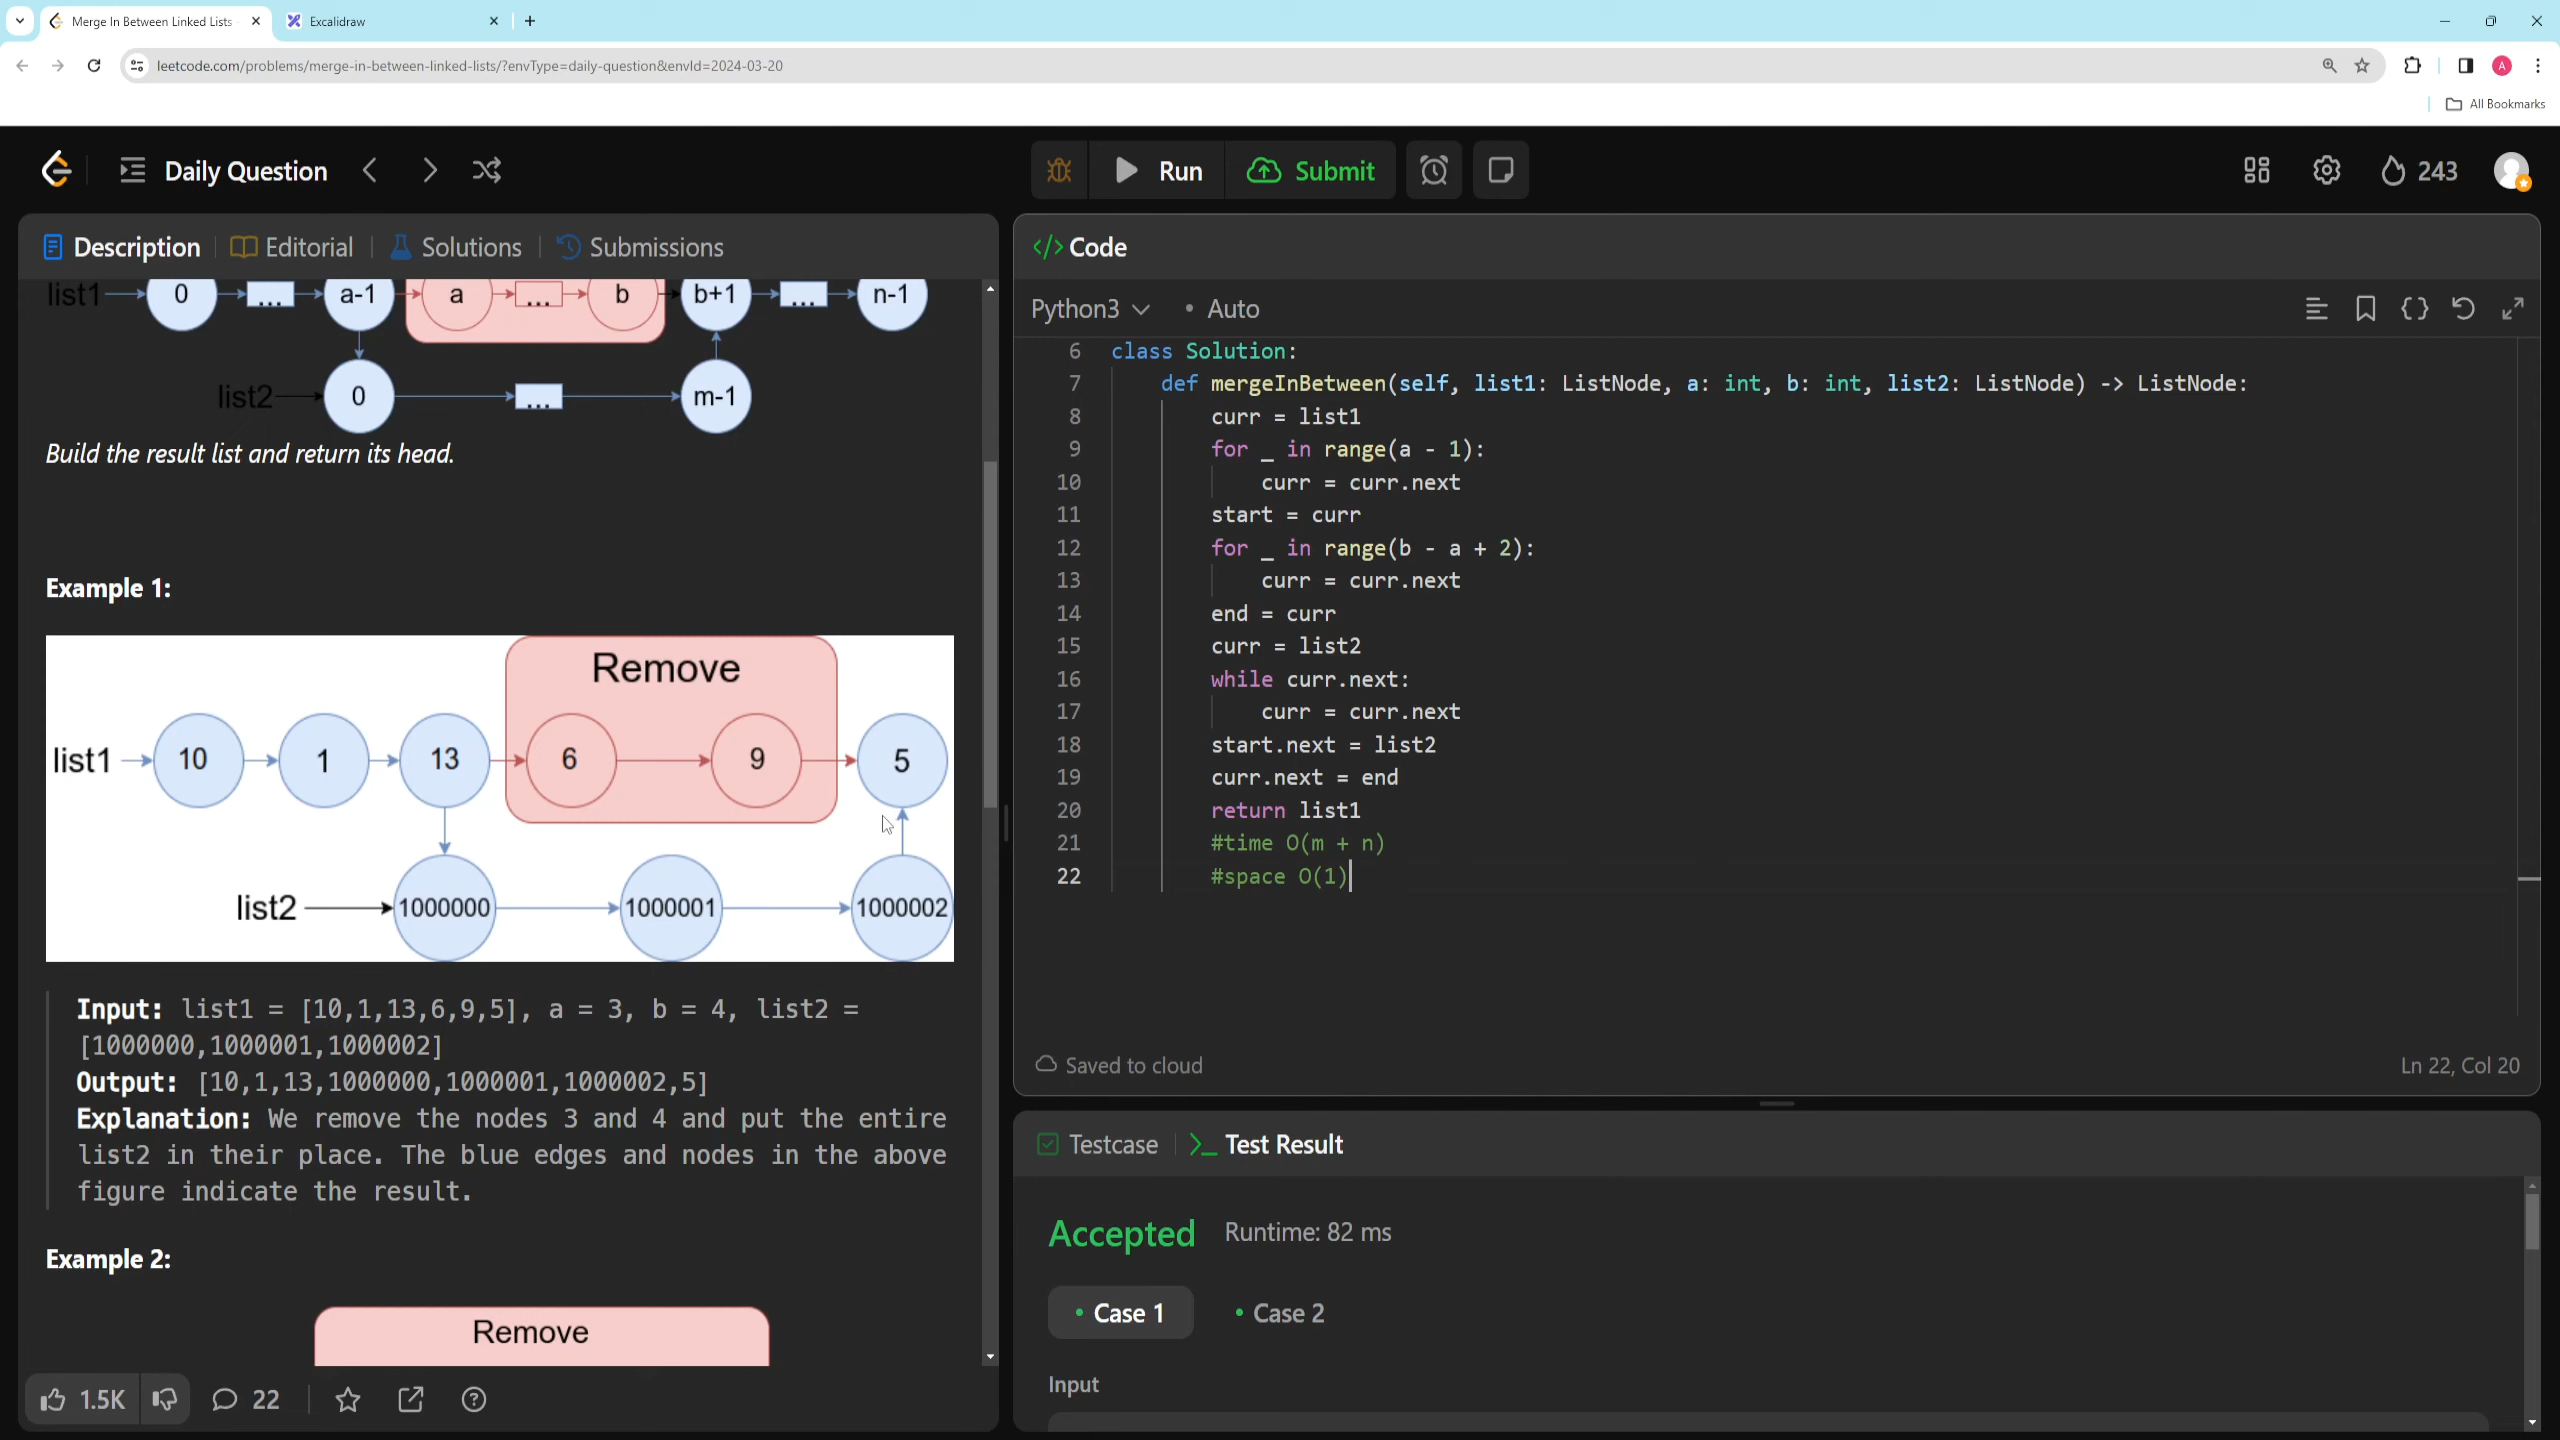 Merge In Between Linked Lists
Excalidraw
leetcode.com/problems/merge-in-between-linked-lists/?envType=daily-question&envId=2024-03-20
A
All Bookmarks
Daily Question
Run
Submit
243
Description
Editorial
Solutions
Submissions
list1 0 ... a-1 a ... b b+1 ... n-1
list2 0 ... m-1
Build the result list and return its head.
Example 1:
Remove
list1 10 1 13 6 9 5
list2 1000000 1000001 1000002
Input: list1 = [10,1,13,6,9,5], a = 3, b = 4, list2 =
[1000000,1000001,1000002]
Output: [10,1,13,1000000,1000001,1000002,5]
Explanation: We remove the nodes 3 and 4 and put the entire
list2 in their place. The blue edges and nodes in the above
figure indicate the result.
Example 2:
Remove
1.5K
22
</> Code
Python3 • Auto
6 class Solution:
7 def mergeInBetween(self, list1: ListNode, a: int, b: int, list2: ListNode) -> ListNode:
8 curr = list1
9 for _ in range(a - 1):
10 curr = curr.next
11 start = curr
12 for _ in range(b - a + 2):
13 curr = curr.next
14 end = curr
15 curr = list2
16 while curr.next:
17 curr = curr.next
18 start.next = list2
19 curr.next = end
20 return list1
21 #time O(m + n)
22 #space O(1)
Saved to cloud
Ln 22, Col 20
Testcase
>_ Test Result
Accepted Runtime: 82 ms
• Case 1 • Case 2
Input